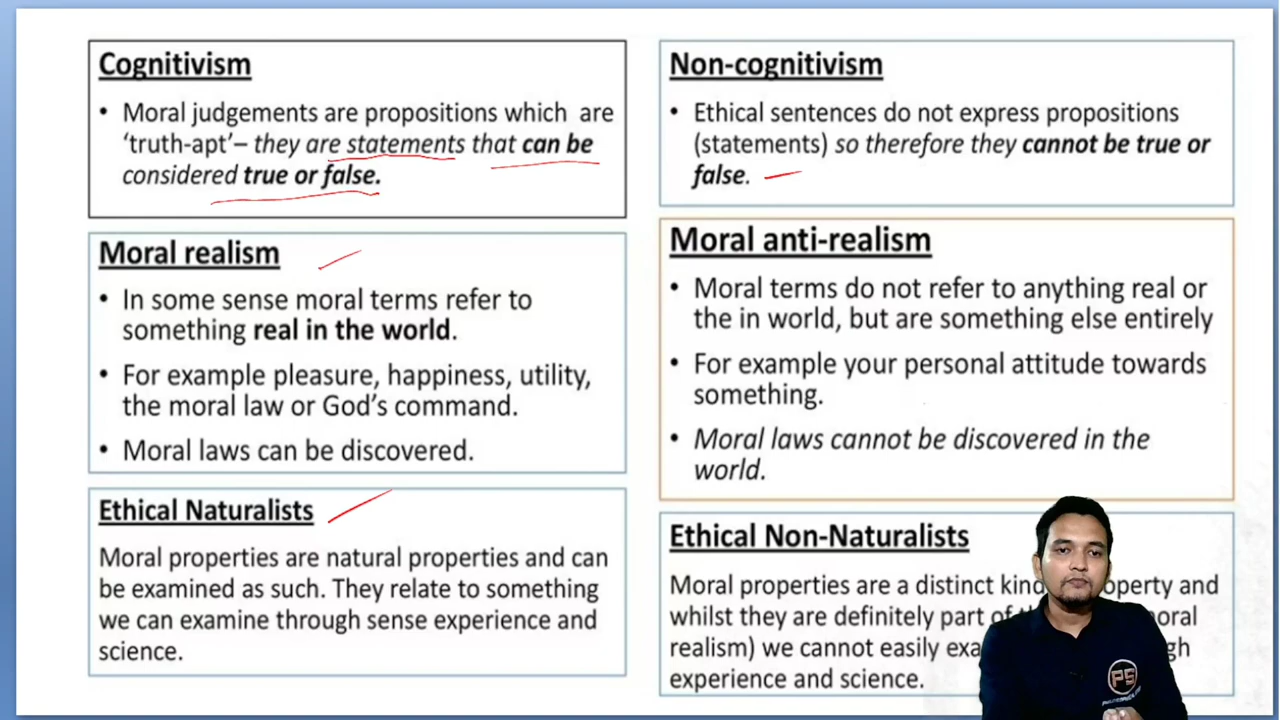 Cognitivism
• Moral judgements are propositions which are
‘truth-apt’– they are statements that can be
considered true or false.
Moral realism
• In some sense moral terms refer to
something real in the world.
• For example pleasure, happiness, utility,
the moral law or God’s command.
• Moral laws can be discovered.
Ethical Naturalists
Moral properties are natural properties and can
be examined as such. They relate to something
we can examine through sense experience and
science.
Non-cognitivism
• Ethical sentences do not express propositions
(statements) so therefore they cannot be true or
false.
Moral anti-realism
• Moral terms do not refer to anything real or
the in world, but are something else entirely
• For example your personal attitude towards
something.
• Moral laws cannot be discovered in the
world.
Ethical Non-Naturalists
Moral properties are a distinct and
whilst they are definitely part of
realism) we cannot easily
experience and science.
PS